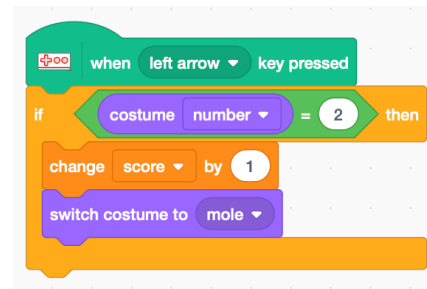 when left arrow key pressed
if costume number = 2 then
change score by 1
switch costume to mole